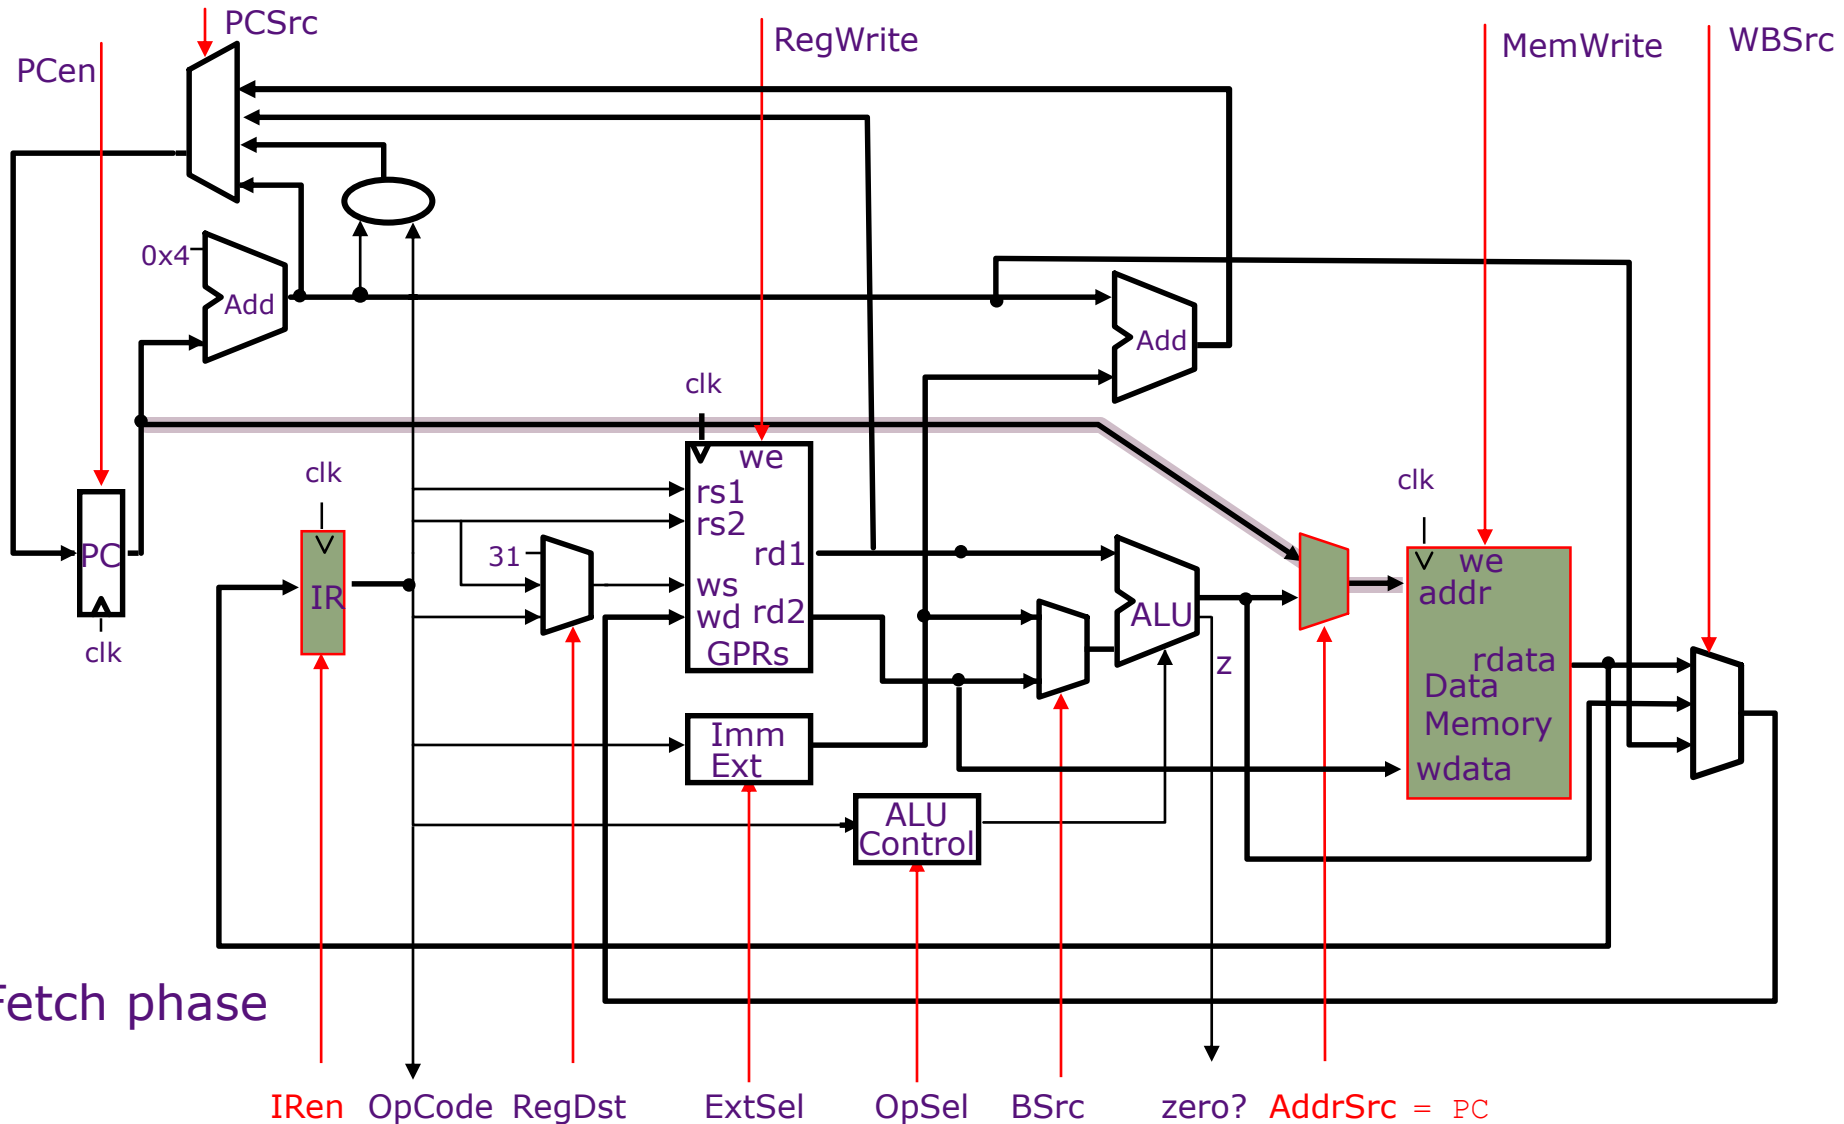 PCSrc
PCen
RegWrite
MemWrite
WBSrc
0x4
Add
Add
clk
we
rs1
rs2
rd1
ws
wd
rd2
GPRs
clk
IR
31
PC
clk
ALU
z
clk
we
addr
rdata
Data
Memory
wdata
Imm
Ext
ALU
Control
Fetch phase
IRen
OpCode
RegDst
ExtSel
OpSel
BSrc
zero?
AddrSrc = PC